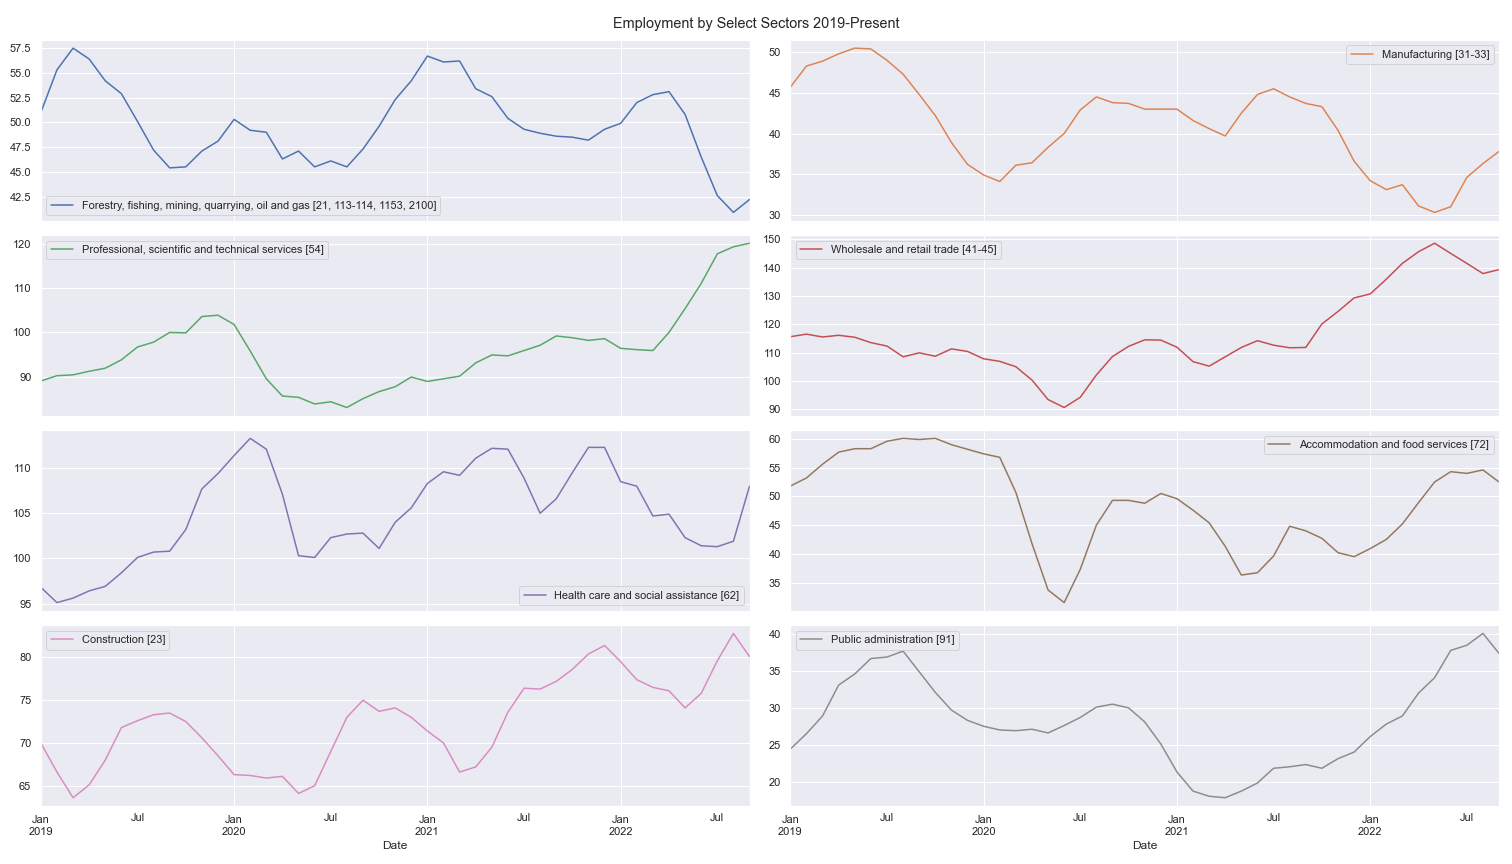 Employment by Select Sectors 2019-Present
57.5
55.0
52.5
50.0
47.5
45.0
42.5
Forestry, fishing, mining, quarrying, oil and gas [21, 113-114, 1153, 2100]
50
45
40
35
30
Manufacturing [31-33]
120
110
100
90
Professional, scientific and technical services [54]
150
140
130
120
110
100
90
Wholesale and retail trade [41-45]
110
105
100
95
Health care and social assistance [62]
60
55
50
45
40
35
Accommodation and food services [72]
80
75
70
65
Construction [23]
Jan Jul Jan Jul Jan Jul Jan Jul
2019 2020 2021 2022
Date
40
35
30
25
20
Public administration [91]
Jan Jul Jan Jul Jan Jul Jan Jul
2019 2020 2021 2022
Date